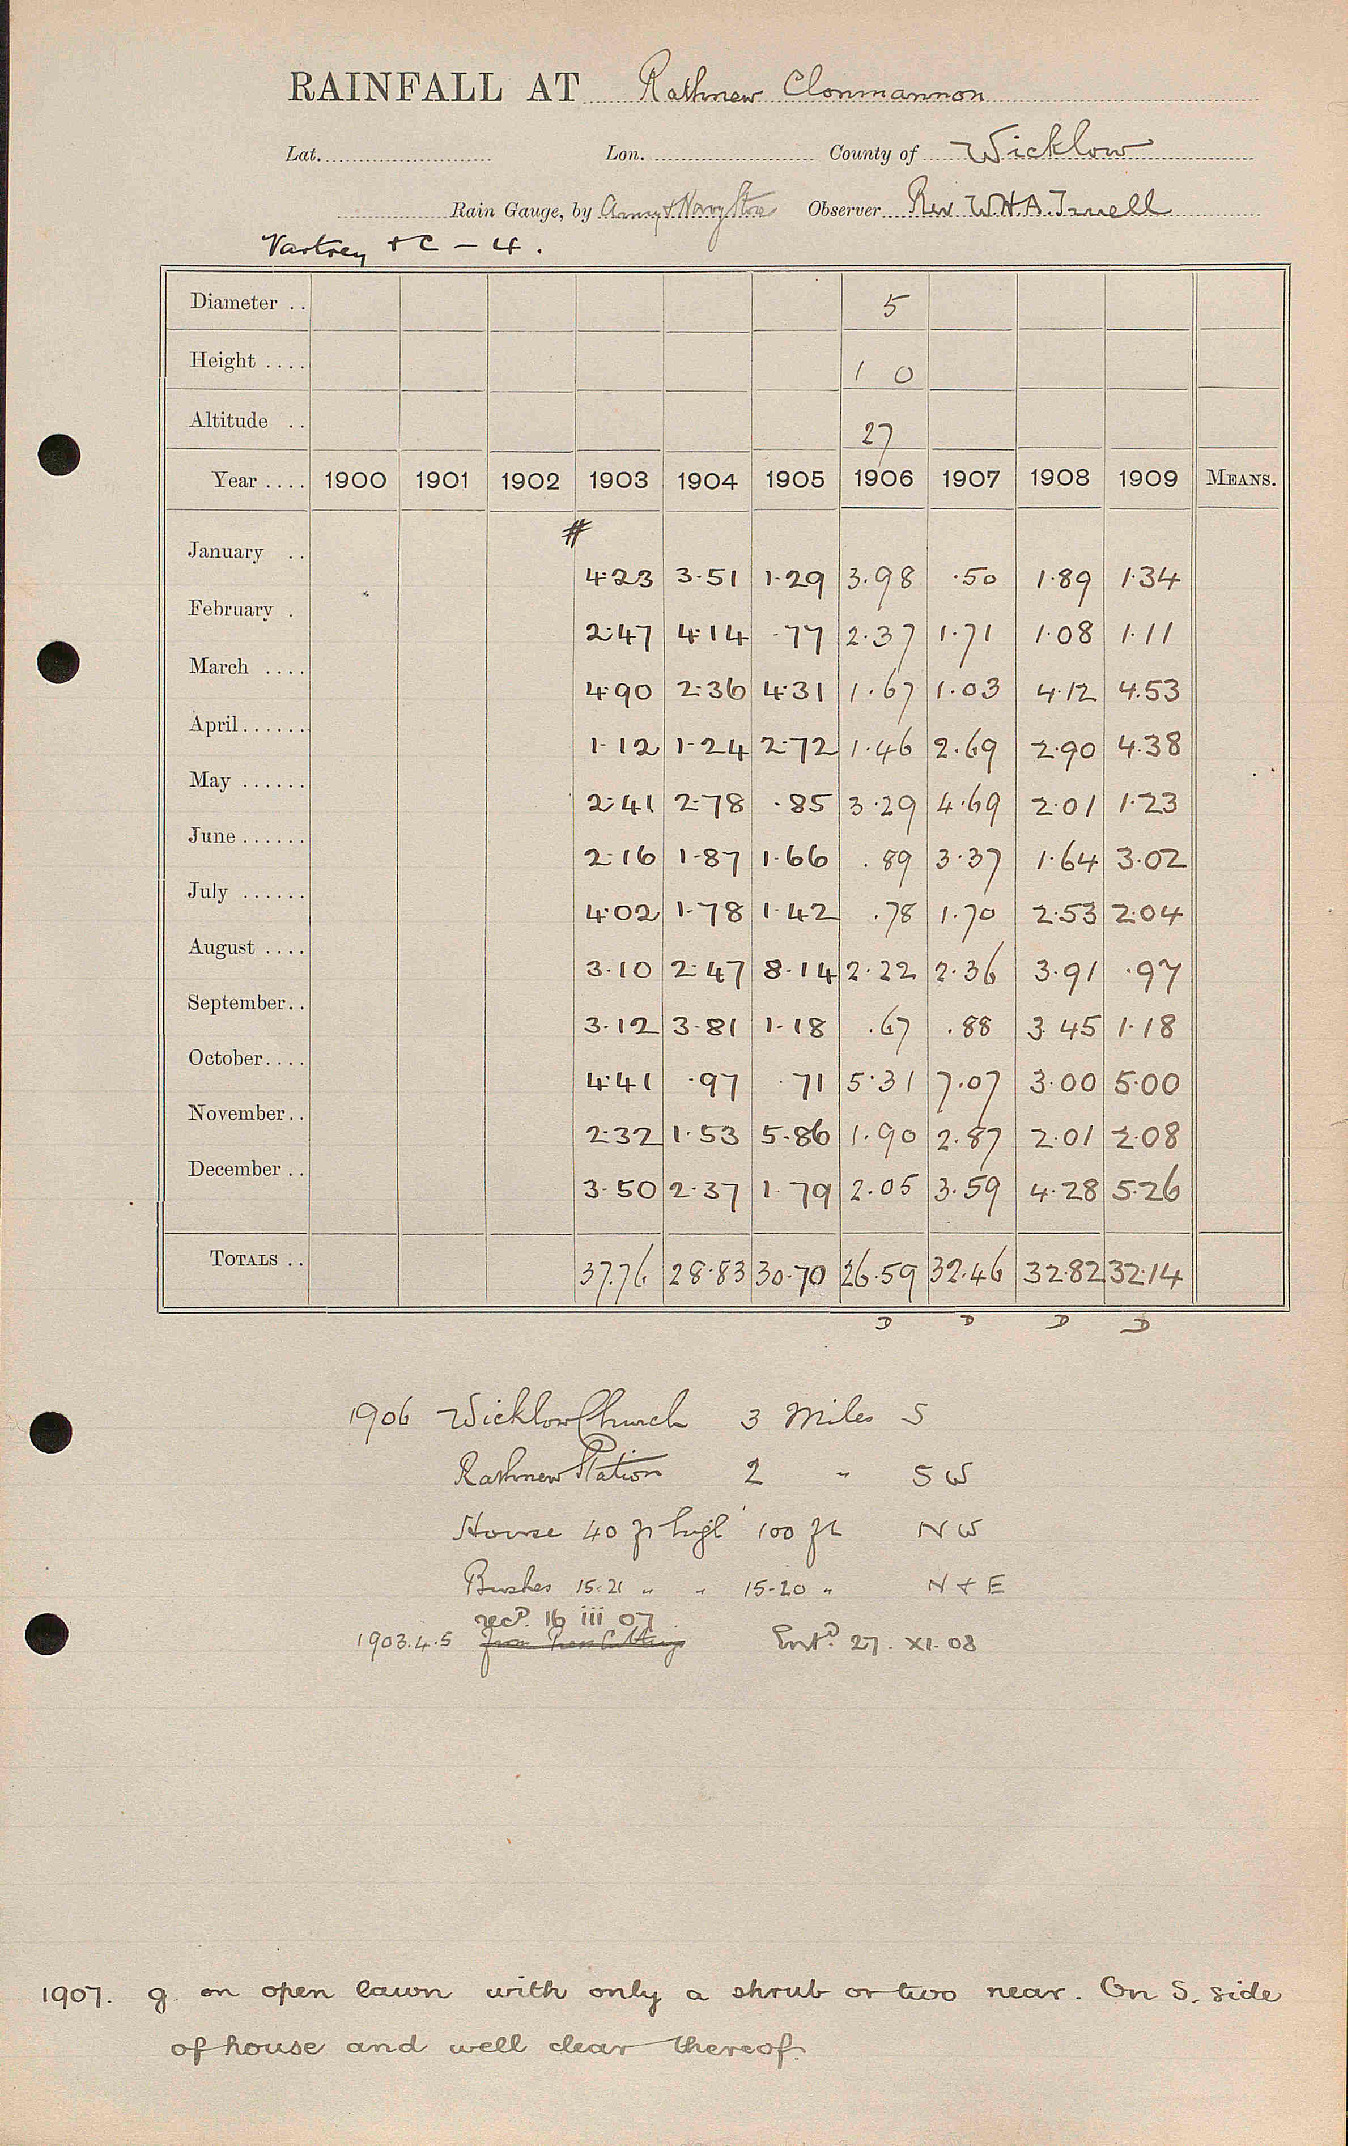 RAINFALL AT Rathnew Clonmannon
Lat. Lon. County of Wicklow
Rain Gauge, by Army & Navy Store Observer Rev W.H.A. Truell
Vartrey + C - 4.
Diameter .. 5
Height .... 1 0
Altitude .. 27
Year .... 1900 1901 1902 1903 1904 1905 1906 1907 1908 1909 MEANS.
#
January .. 4.23 3.51 1.29 3.98 .50 1.89 1.34
February . 2.47 4.14 .77 2.37 1.71 1.08 1.11
March .... 4.90 2.36 4.31 1.67 1.03 4.12 4.53
April...... 1.12 1.24 2.72 1.46 2.69 2.90 4.38
May ...... 2.41 2.78 .85 3.29 4.69 2.01 1.23
June...... 2.16 1.87 1.66 .89 3.37 1.64 3.02
July ...... 4.02 1.78 1.42 .78 1.70 2.53 2.04
August .... 3.10 2.47 8.14 2.22 2.36 3.91 .97
September.. 3.12 3.81 1.18 .67 .88 3.45 1.18
October.... 4.41 .97 .71 5.31 7.07 3.00 5.00
November.. 2.32 1.53 5.86 1.90 2.87 2.01 2.08
December .. 3.50 2.37 1.79 2.05 3.59 4.28 5.26
TOTALS .. 37.76 28.83 30.70 26.59 32.46 32.82 32.14
D D D D
1906 Wicklow Church 3 Miles S
Rathnew Station 2 " SW
House 40 ft high 100 ft NW
Bushes 15-21 " " 15-20 " N & E
recd. 16 iii 07
1903.4.5 from Press Cuttings Entd. 27. XI. 08
1907. g. on open lawn with only a shrub or two near. On S. side
of house and well clear thereof.